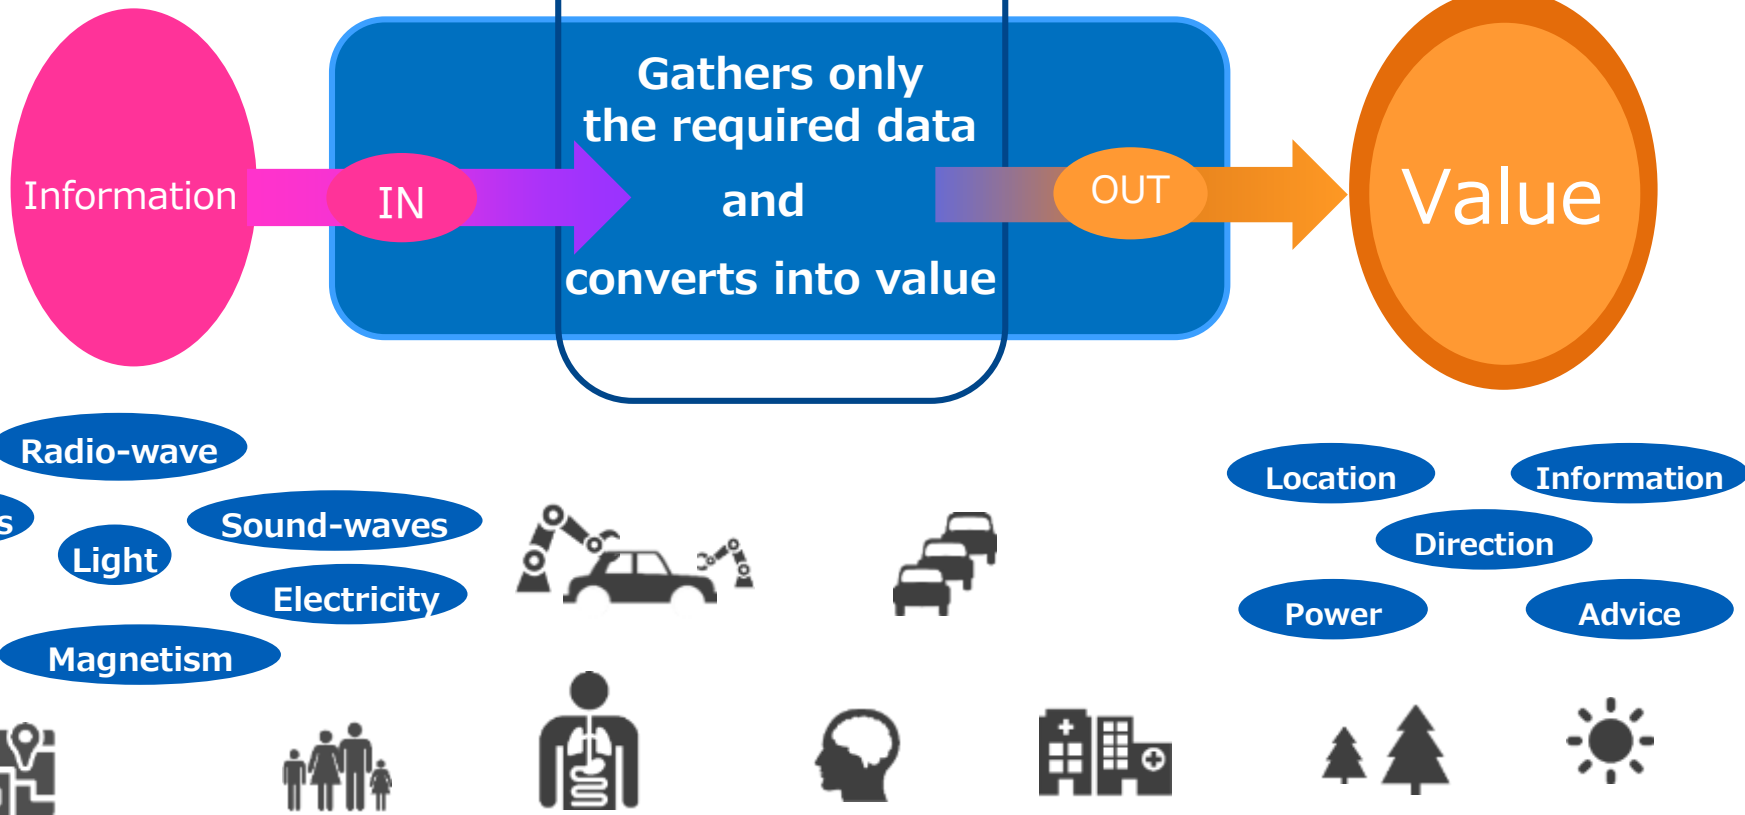 Gathers only
the required data
and
converts into value
Information
IN
OUT
Value
Radio-wave
s
Light
Sound-waves
Electricity
Magnetism
Location
Information
Direction
Power
Advice